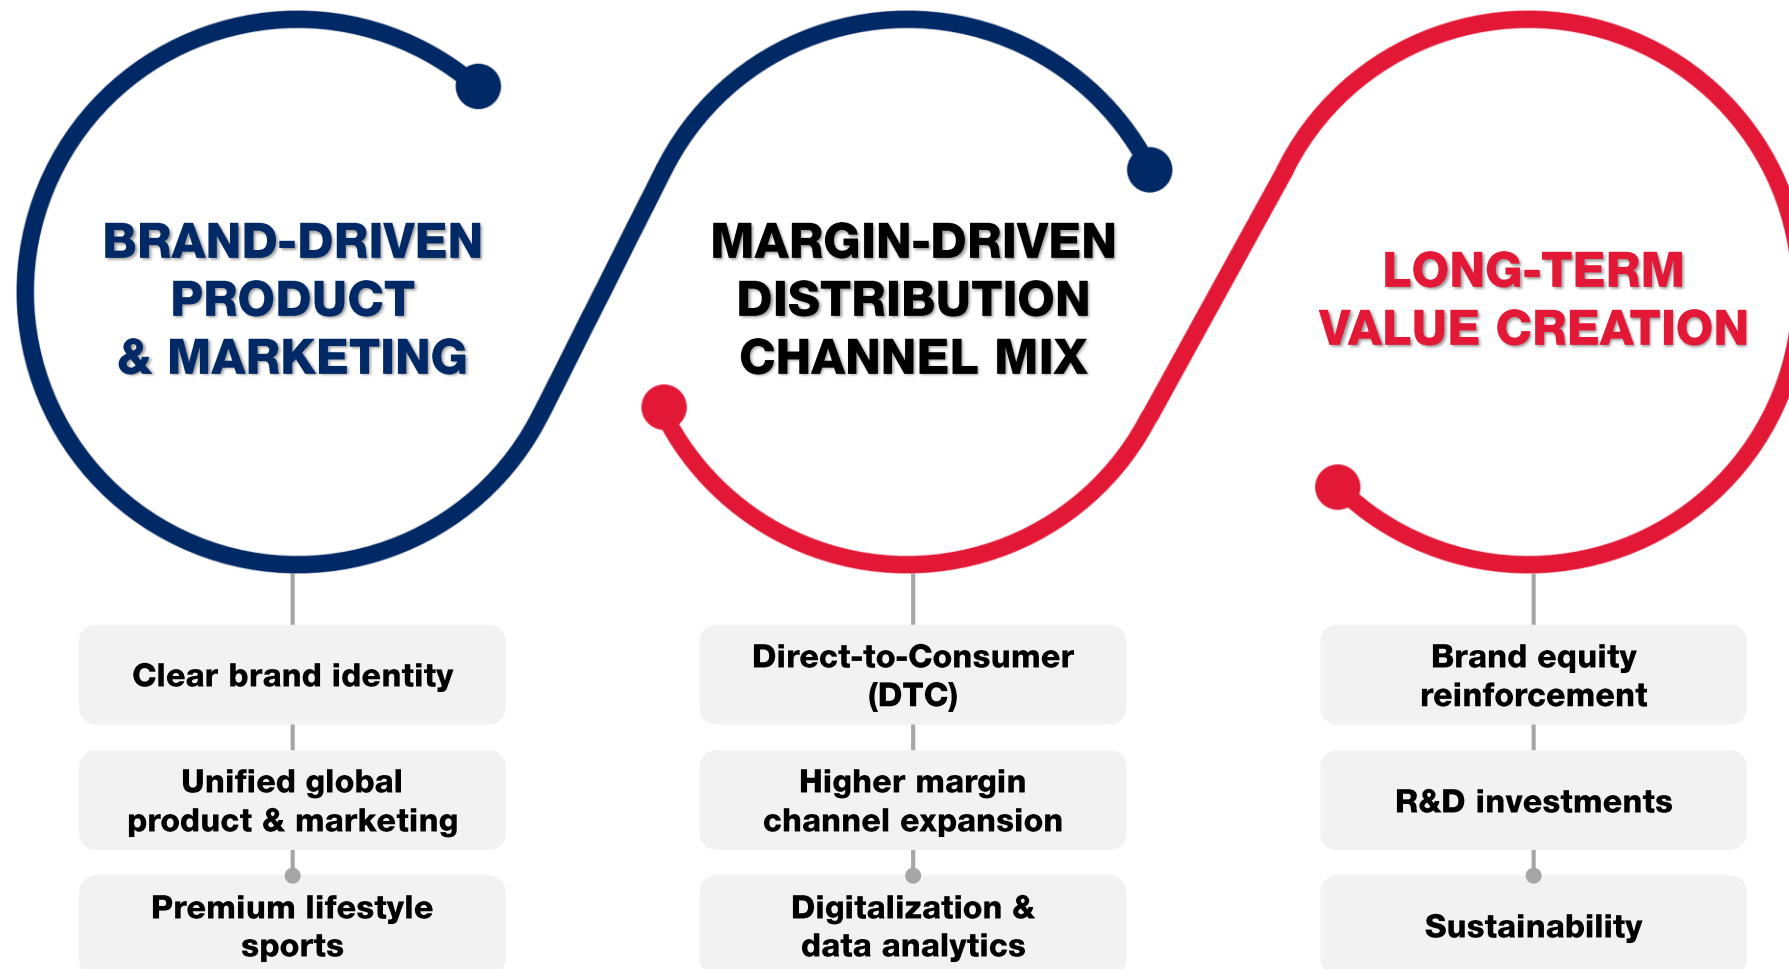 BRAND-DRIVEN
PRODUCT
& MARKETING
MARGIN-DRIVEN
DISTRIBUTION
CHANNEL MIX
LONG-TERM
VALUE CREATION
Clear brand identity
Unified global
product & marketing
Premium lifestyle
sports
Direct-to-Consumer
(DTC)
Higher margin
channel expansion
Digitalization &
data analytics
Brand equity
reinforcement
R&D investments
Sustainability